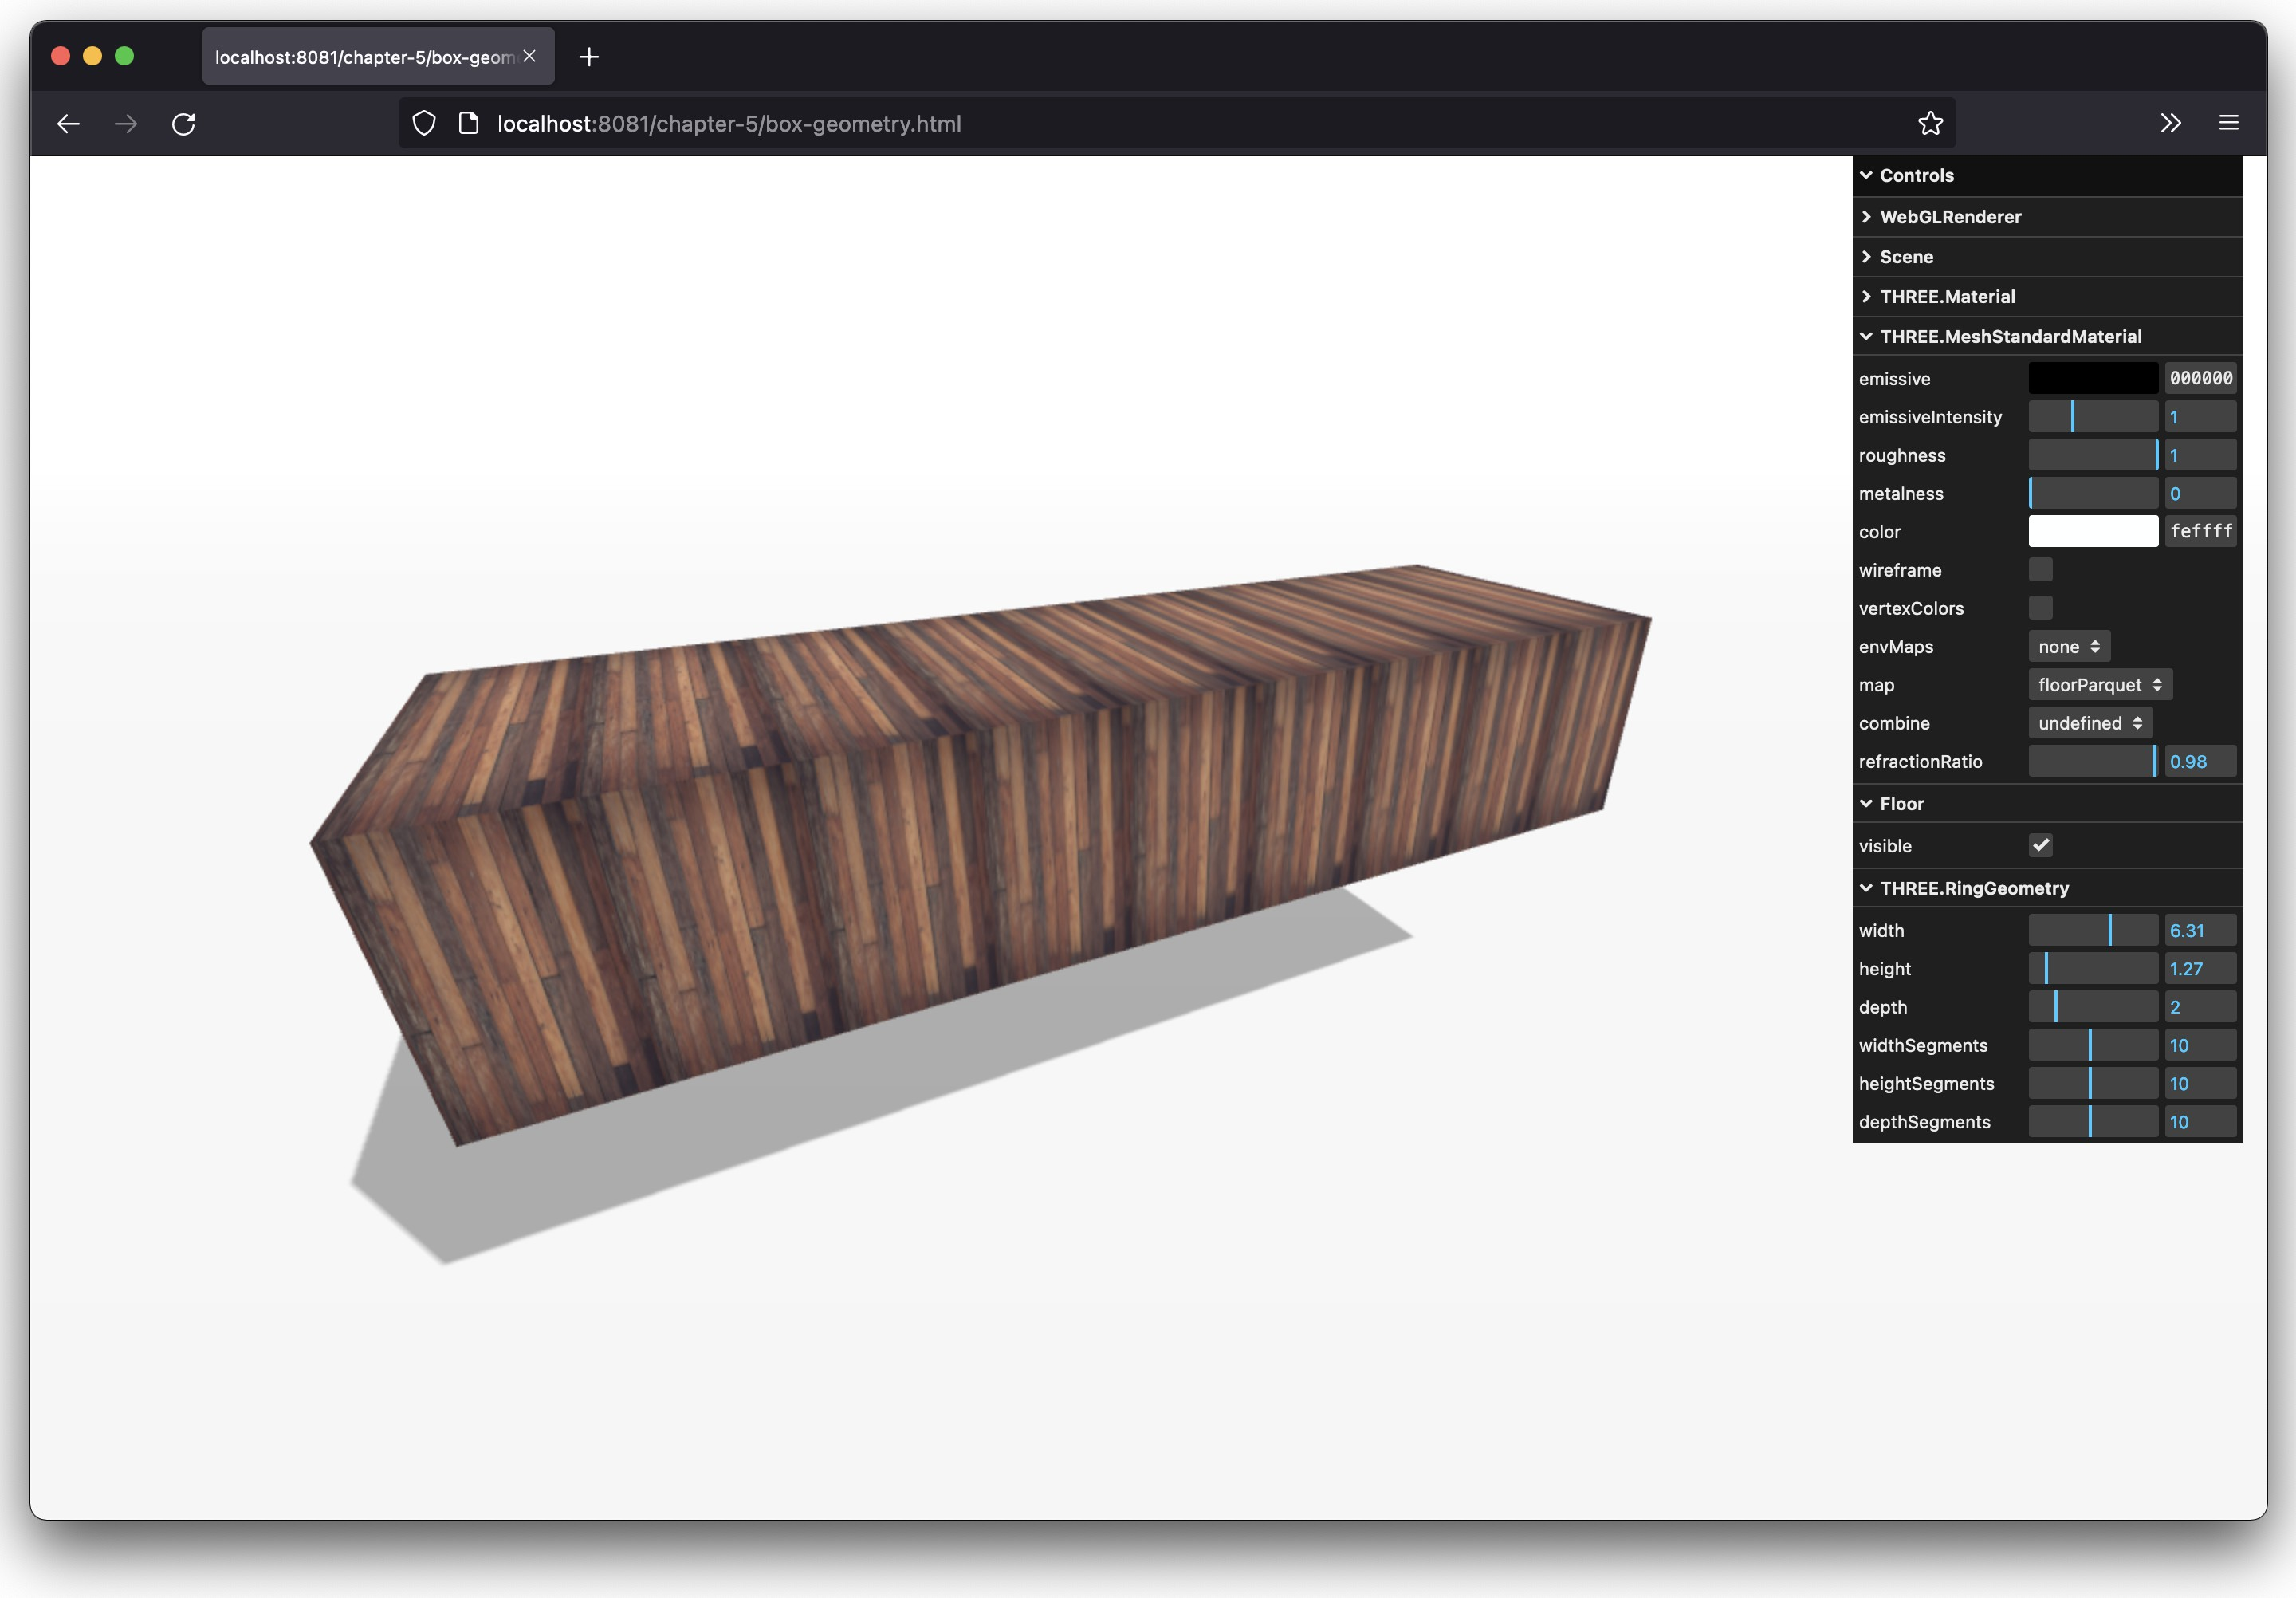 localhost:8081/chapter-5/box-geom
localhost:8081/chapter-5/box-geometry.html
Controls
WebGLRenderer
Scene
THREE.Material
THREE.MeshStandardMaterial
emissive 000000
emissiveIntensity 1
roughness 1
metalness 0
color feffff
wireframe
vertexColors
envMaps none
map floorParquet
combine undefined
refractionRatio 0.98
Floor
visible
THREE.RingGeometry
width 6.31
height 1.27
depth 2
widthSegments 10
heightSegments 10
depthSegments 10